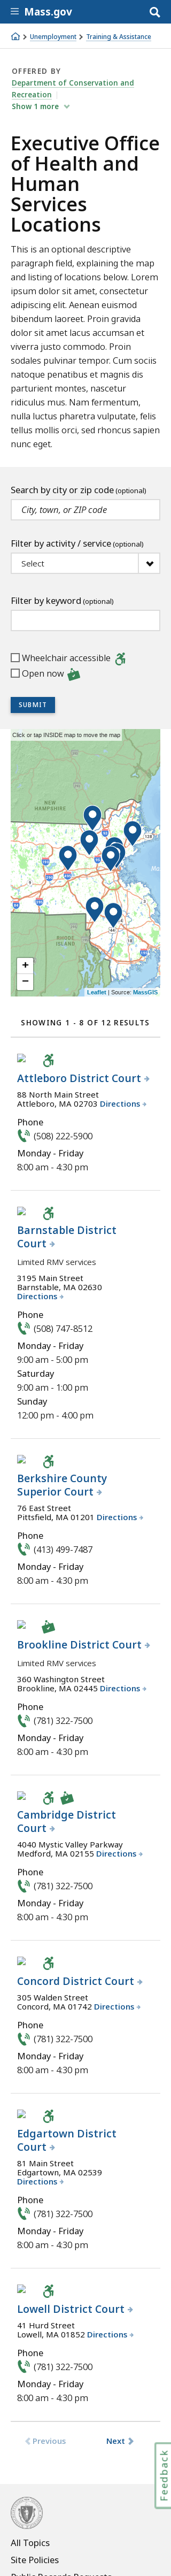 Mass.gov
Unemployment
Training & Assistance
OFFERED BY
Department of Conservation and
Recreation
Show 1 more
Executive Office
of Health and
Human
Services
Locations
This is an optional descriptive
paragraph field, explaining the map
and listing of locations below. Lorem
ipsum dolor sit amet, consectetur
adipiscing elit. Aenean euismod
bibendum laoreet. Proin gravida
dolor sit amet lacus accumsan et
viverra justo commodo. Proin
sodales pulvinar tempor. Cum sociis
natoque penatibus et magnis dis
parturient montes, nascetur
ridiculus mus. Nam fermentum,
nulla luctus pharetra vulputate, elit
felis mollis orci, sed rhoncus sapien
nunc eget.
Search by city or zip code (optional)
City, town, or ZIP code
Filter by activity / service (optional)
Select
Filter by keyword (optional)
Wheelchair accessible
Open now
SUBMIT
Click or tap INSIDE map to move the map
NEW
HAMPSHIRE
RHODE
ISLAND
+
−
Leaflet | Source: MassGIS
SHOWING 1 - 8 OF 12 RESULTS
Attleboro District Court
88 North Main Street
Attleboro, MA 02703 Directions
Phone
(508) 222-5900
Monday - Friday
8:00 am - 4:30 pm
Barnstable District
Court
Limited RMV services
3195 Main Street
Barnstable, MA 02630
Directions
Phone
(508) 747-8512
Monday - Friday
9:00 am - 5:00 pm
Saturday
9:00 am - 1:00 pm
Sunday
12:00 pm - 4:00 pm
Berkshire County
Superior Court
76 East Street
Pittsfield, MA 01201 Directions
Phone
(413) 499-7487
Monday - Friday
8:00 am - 4:30 pm
Brookline District Court
Limited RMV services
360 Washington Street
Brookline, MA 02445 Directions
Phone
(781) 322-7500
Monday - Friday
8:00 am - 4:30 pm
Cambridge District
Court
4040 Mystic Valley Parkway
Medford, MA 02155 Directions
Phone
(781) 322-7500
Monday - Friday
8:00 am - 4:30 pm
Concord District Court
305 Walden Street
Concord, MA 01742 Directions
Phone
(781) 322-7500
Monday - Friday
8:00 am - 4:30 pm
Edgartown District
Court
81 Main Street
Edgartown, MA 02539
Directions
Phone
(781) 322-7500
Monday - Friday
8:00 am - 4:30 pm
Lowell District Court
41 Hurd Street
Lowell, MA 01852 Directions
Phone
(781) 322-7500
Monday - Friday
8:00 am - 4:30 pm
Previous
Next
Feedback
All Topics
Site Policies
Public Records Requests